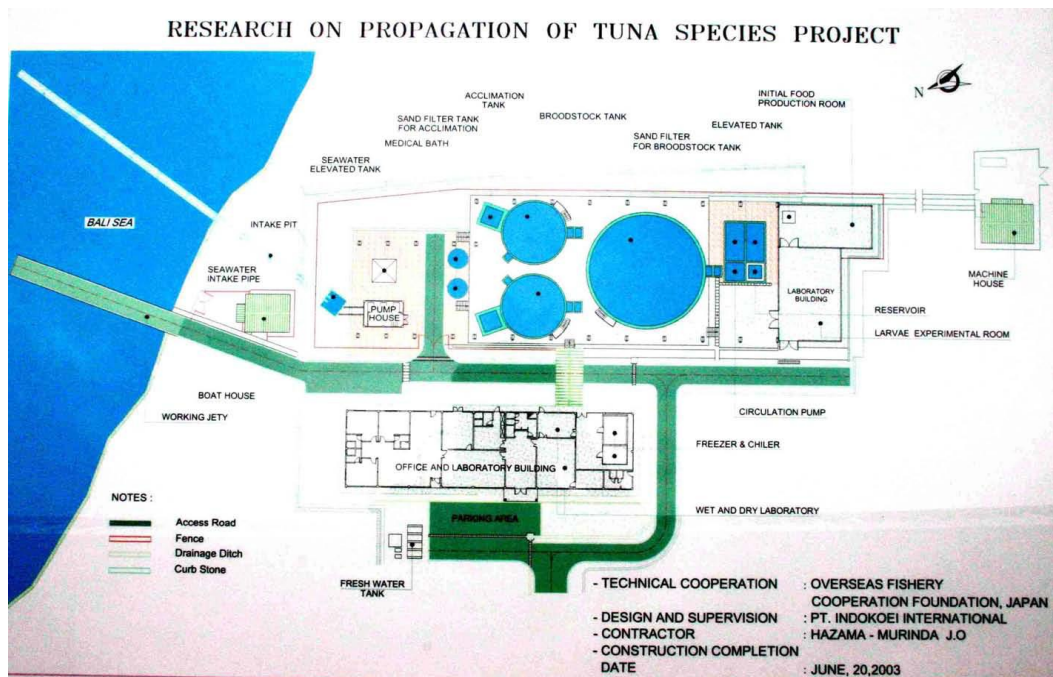 RESEARCH ON PROPAGATION OF TUNA SPECIES PROJECT
N
INITIAL FOOD
PRODUCTION ROOM
ACCLIMATION
TANK
BROODSTOCK TANK
ELEVATED TANK
SAND FILTER TANK
FOR ACCLIMATION
SAND FILTER
FOR BROODSTOCK TANK
MEDICAL BATH
SEAWATER
ELEVATED TANK
BALI SEA
INTAKE PIT
SEAWATER
INTAKE PIPE
PUMP
HOUSE
LABORATORY
BUILDING
MACHINE
HOUSE
RESERVOIR
LARVAE EXPERIMENTAL ROOM
BOAT HOUSE
WORKING JETY
CIRCULATION PUMP
FREEZER & CHILER
OFFICE AND LABORATORY BUILDING
WET AND DRY LABORATORY
PARKING AREA
FRESH WATER
TANK
NOTES :
Access Road
Fence
Drainage Ditch
Curb Stone
- TECHNICAL COOPERATION : OVERSEAS FISHERY
COOPERATION FOUNDATION, JAPAN
- DESIGN AND SUPERVISION : PT. INDOKOEI INTERNATIONAL
- CONTRACTOR : HAZAMA - MURINDA J.O
- CONSTRUCTION COMPLETION
DATE : JUNE, 20,2003